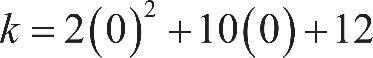 k = 2(0)² + 10(0) + 12